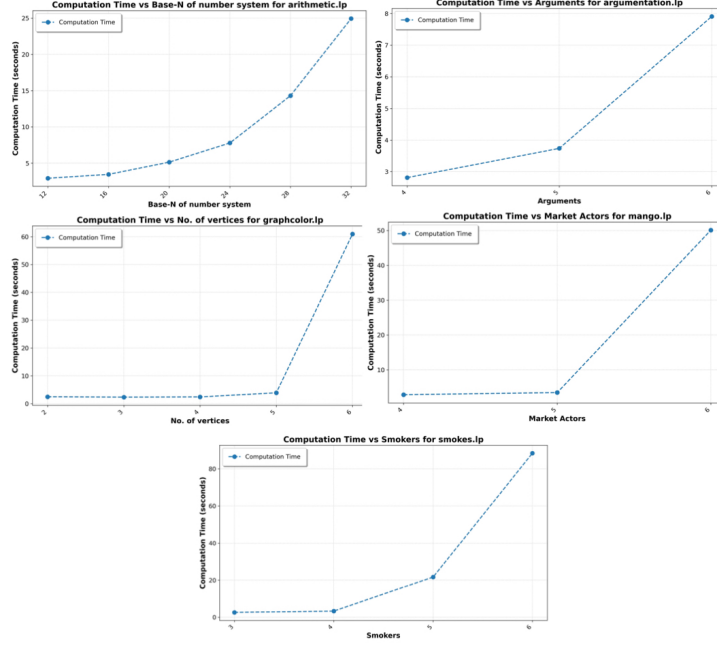 Computation Time vs Base-N of number system for arithmetic.lp
Computation Time
Computation Time (seconds)
25
20
15
10
5
12
16
20
24
28
32
Base-N of number system
Computation Time vs Arguments for argumentation.lp
Computation Time
Computation Time (seconds)
8
7
6
5
4
3
4
5
6
Arguments
Computation Time vs No. of vertices for graphcolor.lp
Computation Time
Computation Time (seconds)
60
50
40
30
20
10
0
2
3
4
5
6
No. of vertices
Computation Time vs Market Actors for mango.lp
Computation Time
Computation Time (seconds)
50
40
30
20
10
4
5
6
Market Actors
Computation Time vs Smokers for smokes.lp
Computation Time
Computation Time (seconds)
80
60
40
20
0
3
4
5
6
Smokers